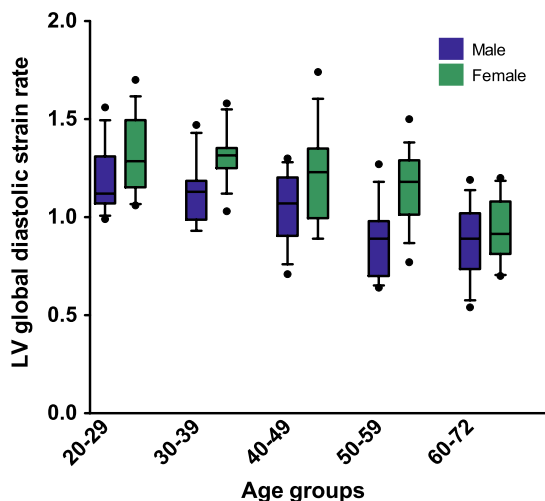 LV global diastolic strain rate
2.0
1.5
1.0
0.5
0.0
Male
Female
20-29
30-39
40-49
50-59
60-72
Age groups